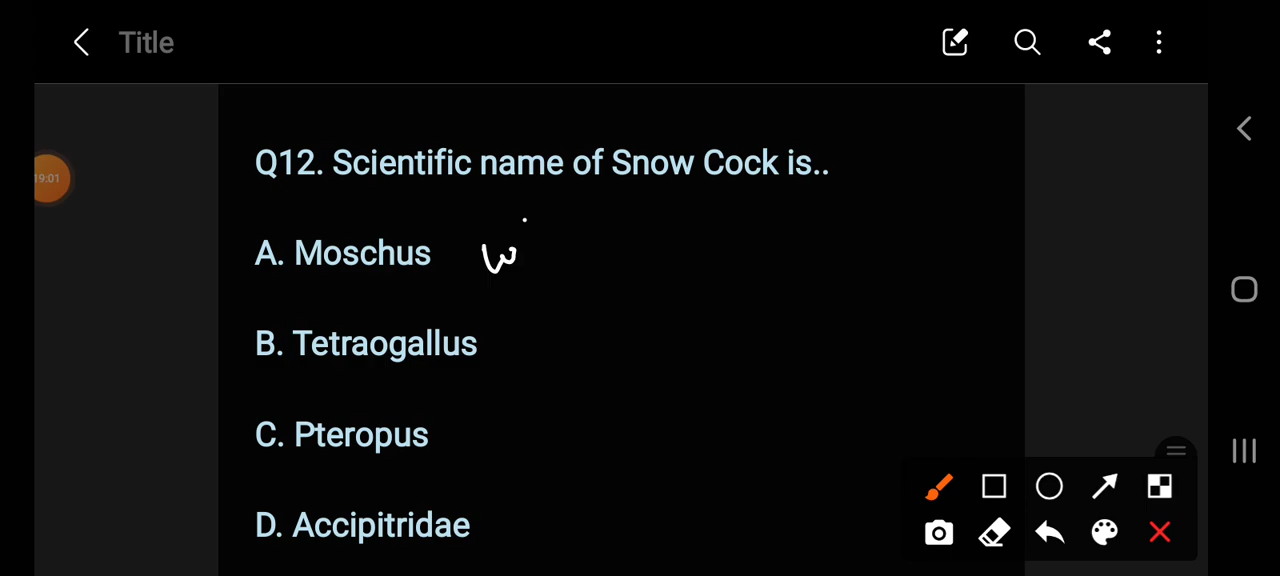 Title
19:01
Q12. Scientific name of Snow Cock is..
A. Moschus
B. Tetraogallus
C. Pteropus
D. Accipitridae